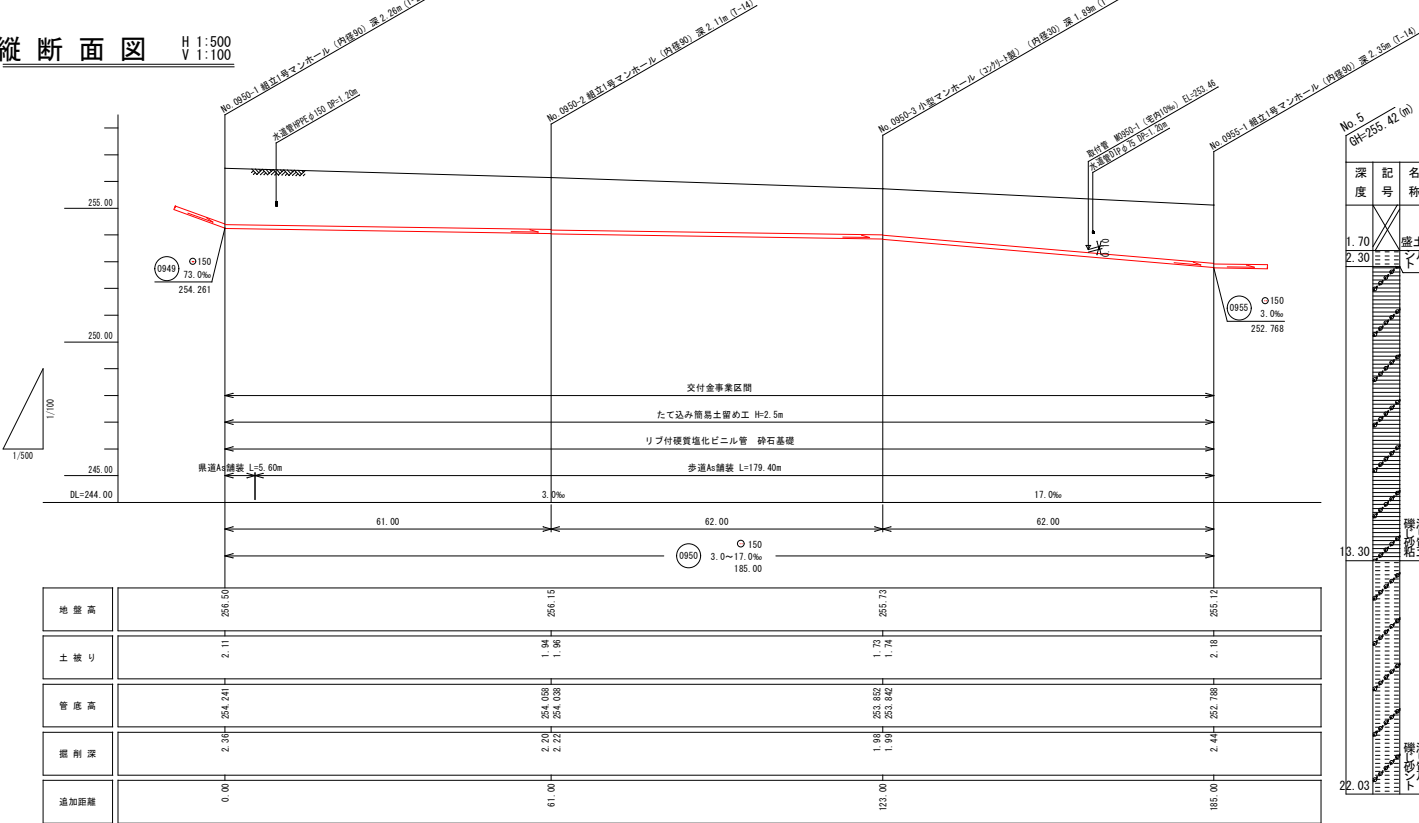 縦断面図
H 1:500
V 1:100
No.0950-1 組立1号マンホール (内径90) 深2.26m
No.0950-2 組立1号マンホール (内径90) 深2.11m (T-14)
No.0950-3 小型マンホール (コンクリート製) (内径30) 深1.89m
No.0955-1 組立1号マンホール (内径90) 深2.35m (T-14)
水道管HPPEφ150 DP=1.20m
取付管 M0950-1 (宅内10‰) EL=253.46
水道管DIPφ75 DP=1.20m
No.5
GH=255.42(m)
深度
記号
名称
1.70
盛土
2.30
13.30
22.03
255.00
250.00
245.00
DL=244.00
1/100
1/500
0949
150
73.0‰
254.261
0.10
0955
150
3.0‰
252.768
交付金事業区間
たて込み簡易土留め工 H=2.5m
リブ付硬質塩化ビニル管 砕石基礎
県道As舗装 L=5.60m
歩道As舗装 L=179.40m
3.0‰
17.0‰
61.00
62.00
62.00
0950
150
3.0~17.0‰
185.00
地盤高
256.50
256.15
255.73
255.12
土被り
2.11
1.94
1.96
1.73
1.74
2.18
管底高
254.241
254.058
254.038
253.852
253.842
252.788
掘削深
2.36
2.20
2.22
1.98
1.99
2.44
追加距離
0.00
61.00
123.00
185.00